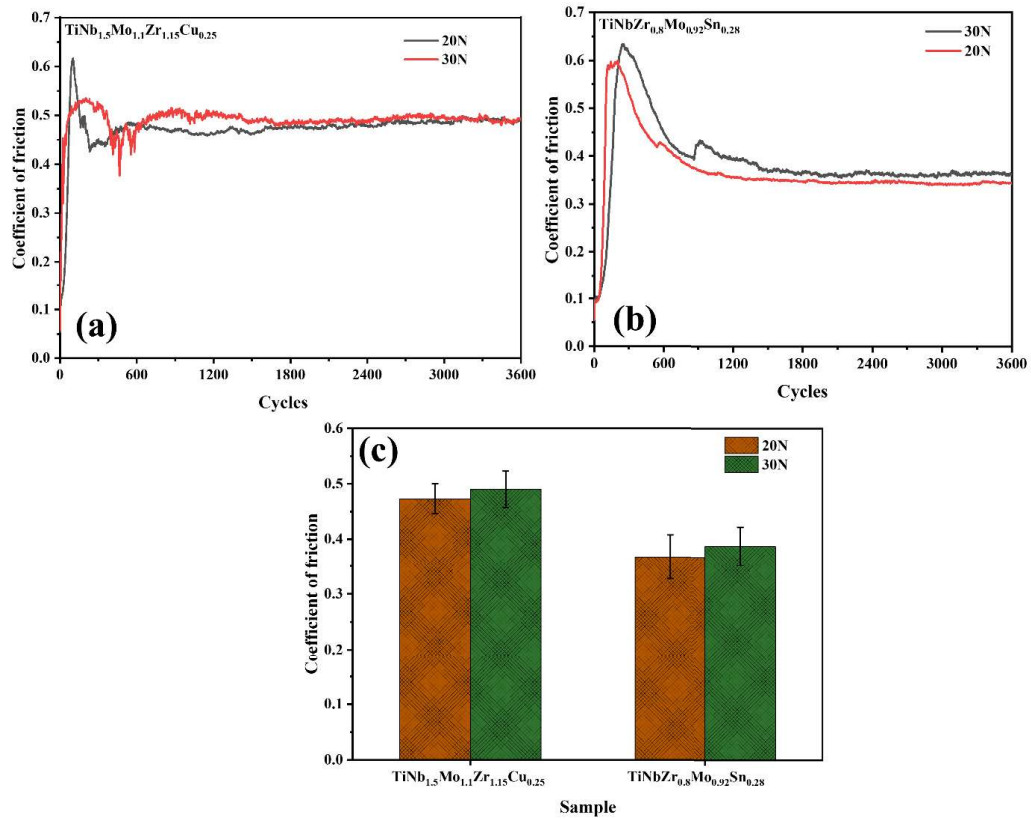 TiNb1.5Mo1.1Zr1.15Cu0.25
20N
30N
0.7
0.6
0.5
0.4
0.3
0.2
0.1
0.0
Coefficient of friction
(a)
0 600 1200 1800 2400 3000 3600
Cycles
TiNbZr0.8Mo0.92Sn0.28
30N
20N
0.7
0.6
0.5
0.4
0.3
0.2
0.1
0.0
Coefficient of friction
(b)
0 600 1200 1800 2400 3000 3600
Cycles
(c)
20N
30N
0.6
0.5
0.4
0.3
0.2
0.1
0.0
Coefficient of friction
TiNb1.5Mo1.1Zr1.15Cu0.25 TiNbZr0.8Mo0.92Sn0.28
Sample